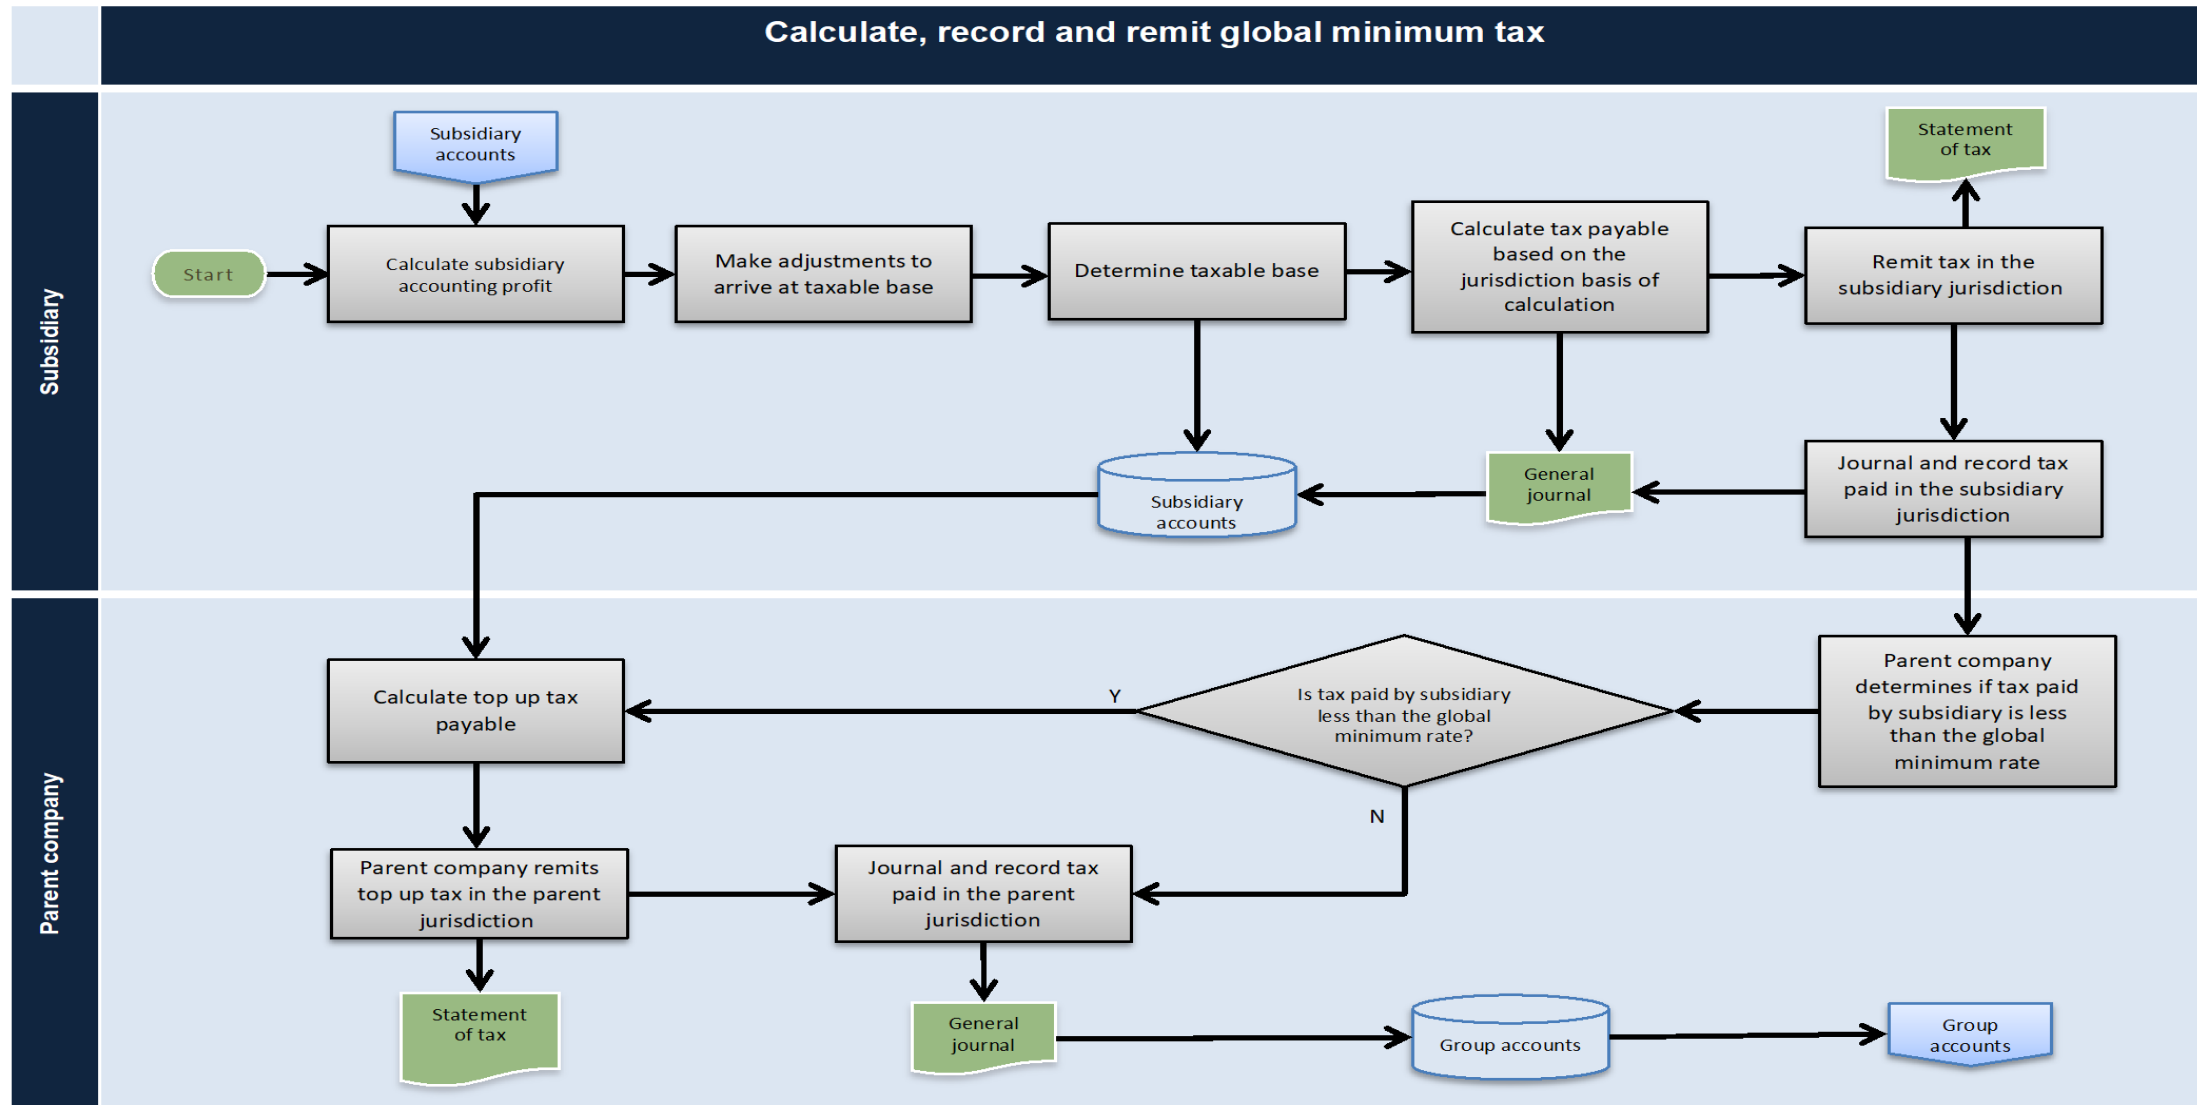 Calculate, record and remit global minimum tax
Subsidiary
Subsidiary
accounts
Statement
of tax
Start
Calculate subsidiary
accounting profit
Make adjustments to
arrive at taxable base
Determine taxable base
Calculate tax payable
based on the
jurisdiction basis of
calculation
Remit tax in the
subsidiary jurisdiction
Subsidiary
accounts
General
journal
Journal and record tax
paid in the subsidiary
jurisdiction
Parent company
Calculate top up tax
payable
Y
Is tax paid by subsidiary
less than the global
minimum rate?
N
Parent company
determines if tax paid
by subsidiary is less
than the global
minimum rate
Parent company remits
top up tax in the parent
jurisdiction
Journal and record tax
paid in the parent
jurisdiction
Statement
of tax
General
journal
Group accounts
Group
accounts